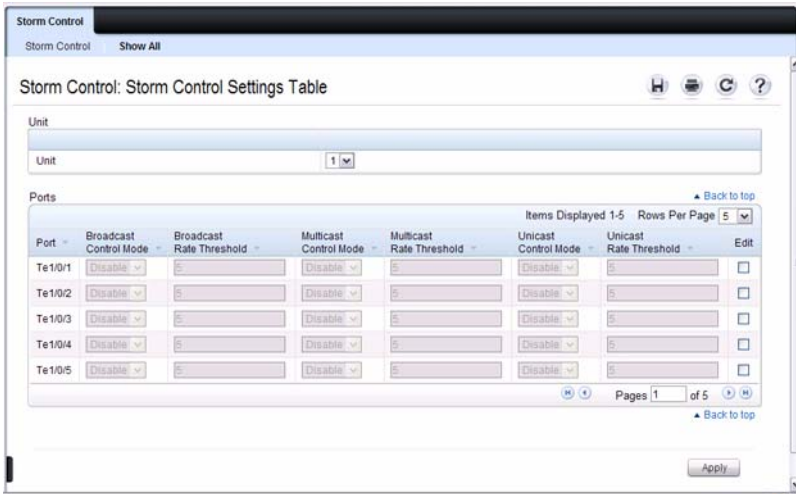 Storm Control
Storm Control Show All
Storm Control: Storm Control Settings Table
?
Unit
Unit 1
Ports
Back to top
Items Displayed 1-5 Rows Per Page 5
Port Broadcast Control Mode Broadcast Rate Threshold Multicast Control Mode Multicast Rate Threshold Unicast Control Mode Unicast Rate Threshold Edit
Te1/0/1 Disable 5 Disable 5 Disable 5
Te1/0/2 Disable 5 Disable 5 Disable 5
Te1/0/3 Disable 5 Disable 5 Disable 5
Te1/0/4 Disable 5 Disable 5 Disable 5
Te1/0/5 Disable 5 Disable 5 Disable 5
Pages 1 of 5
Back to top
Apply